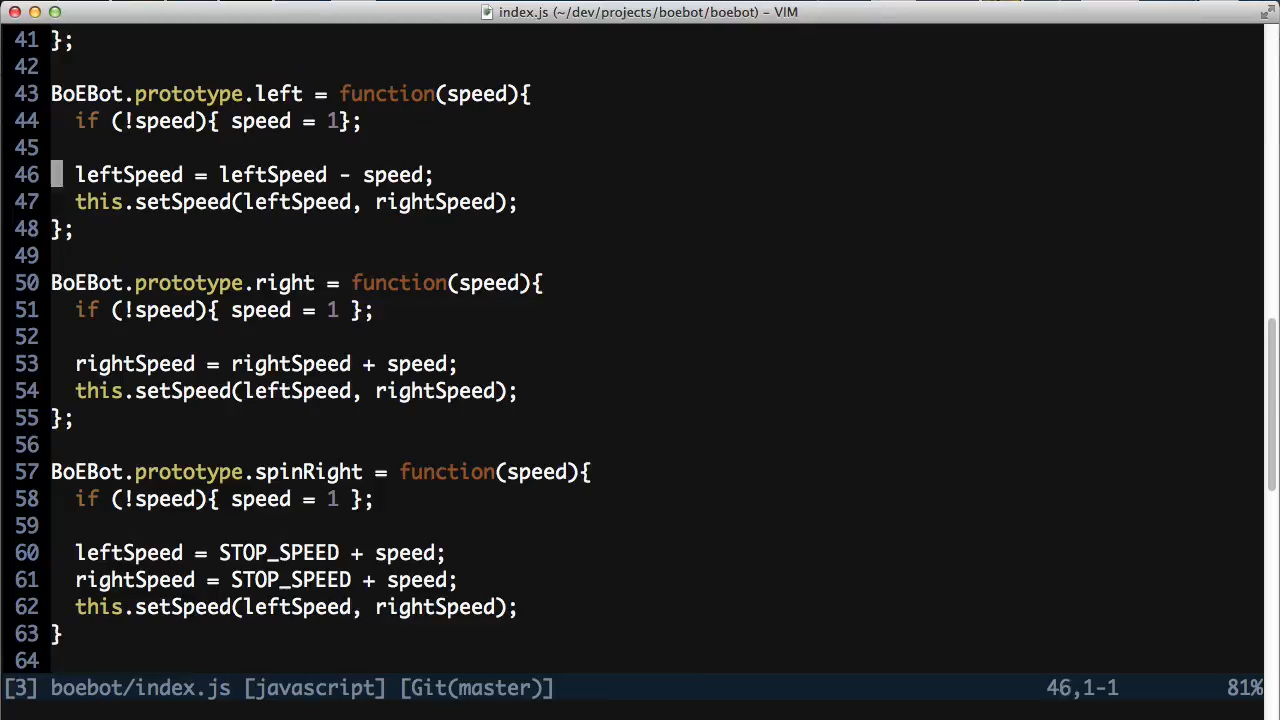 index.js (~/dev/projects/boebot/boebot) – VIM
41 };
42
43 BoEBot.prototype.left = function(speed){
44   if (!speed){ speed = 1};
45
46   leftSpeed = leftSpeed - speed;
47   this.setSpeed(leftSpeed, rightSpeed);
48 };
49
50 BoEBot.prototype.right = function(speed){
51   if (!speed){ speed = 1 };
52
53   rightSpeed = rightSpeed + speed;
54   this.setSpeed(leftSpeed, rightSpeed);
55 };
56
57 BoEBot.prototype.spinRight = function(speed){
58   if (!speed){ speed = 1 };
59
60   leftSpeed = STOP_SPEED + speed;
61   rightSpeed = STOP_SPEED + speed;
62   this.setSpeed(leftSpeed, rightSpeed);
63 }
64
[3] boebot/index.js [javascript] [Git(master)] 46,1-1 81%